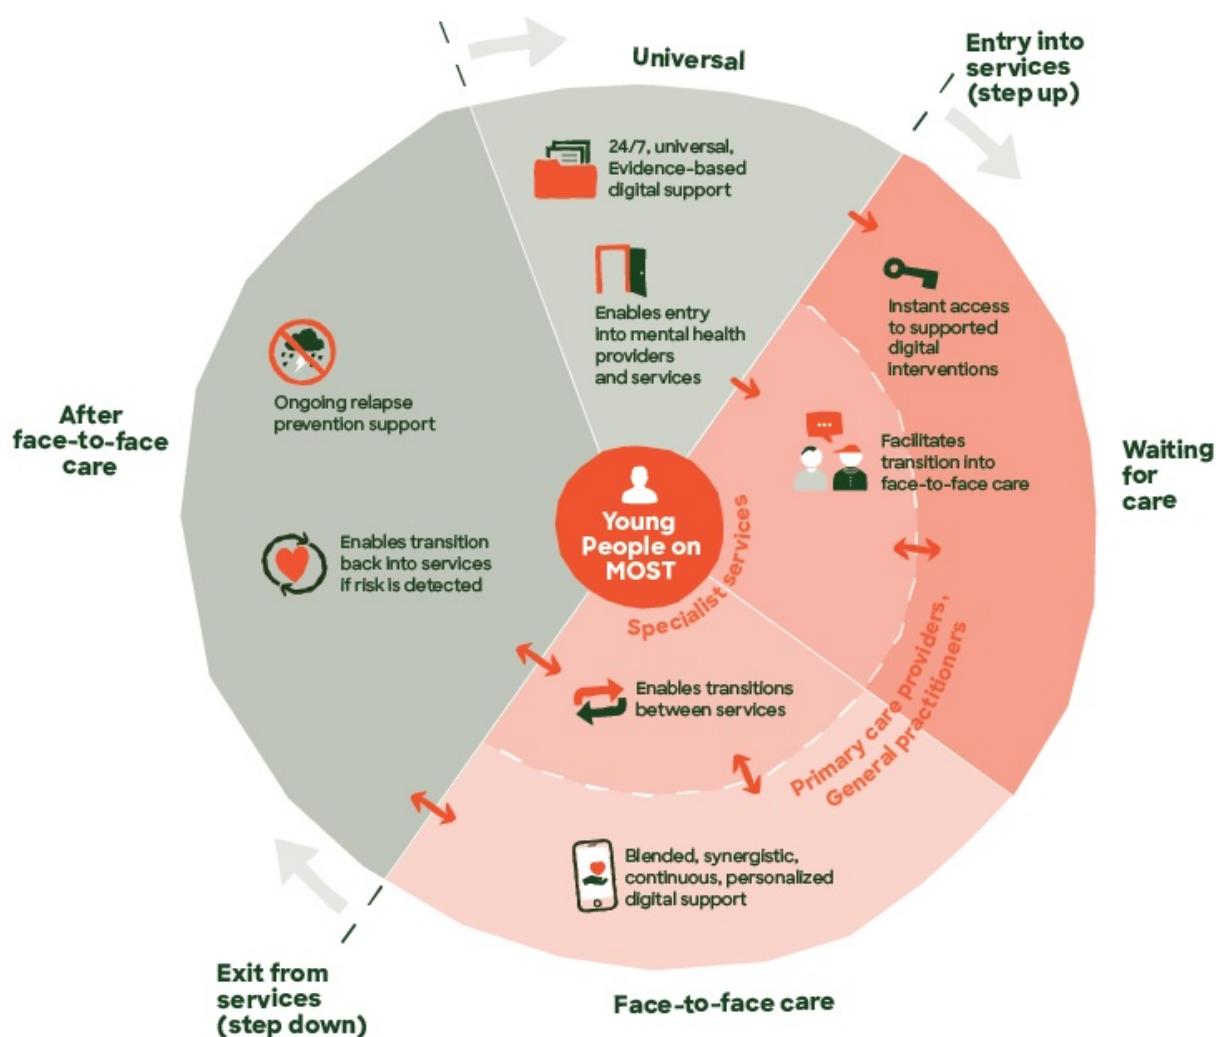 Universal
Entry into
services
(step up)
24/7, universal,
Evidence-based
digital support
Enables entry
into mental health
providers
and services
Instant access
to supported
digital
interventions
Facilitates
transition into
face-to-face care
Waiting
for
care
After
face-to-face
care
Ongoing relapse
prevention support
Enables transition
back into services
if risk is detected
Young
People on
MOST
Specialist services
Enables transitions
between services
Primary care providers,
General practitioners
Blended, synergistic,
continuous, personalized
digital support
Exit from
services
(step down)
Face-to-face care